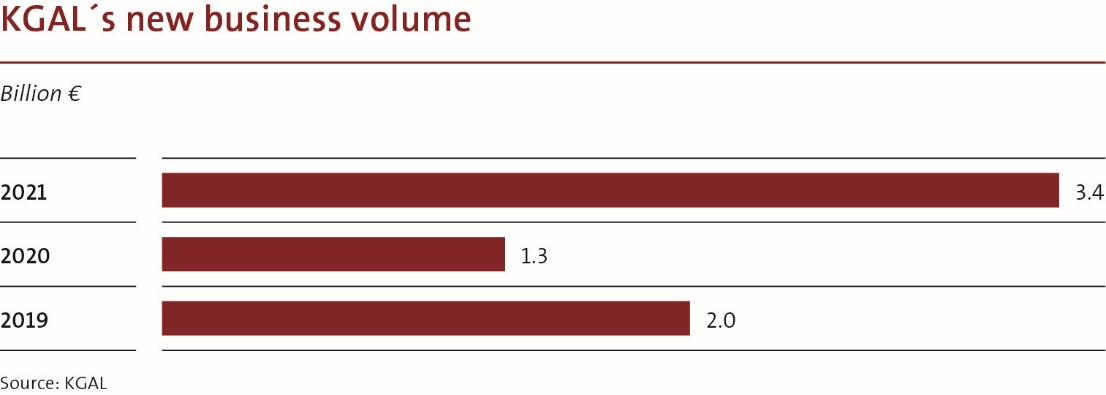 KGAL´s new business volume
Billion €
2021 3.4
2020 1.3
2019 2.0
Source: KGAL